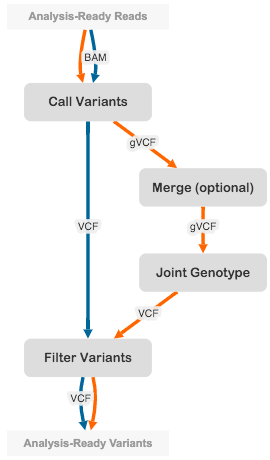 Analysis-Ready Reads
BAM
Call Variants
gVCF
Merge (optional)
VCF
gVCF
Joint Genotype
VCF
Filter Variants
VCF
Analysis-Ready Variants